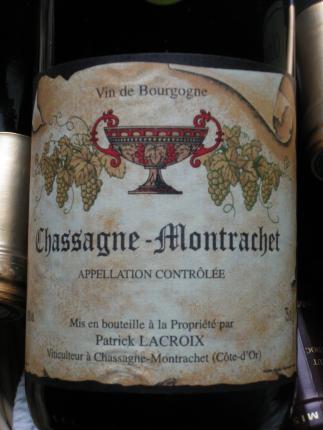 Vin de Bourgogne
Chassagne-Montrachet
APPELLATION CONTRÔLÉE
Mis en bouteille à la Propriété par
Patrick LACROIX
Viticulteur à Chassagne-Montrachet (Côte-d'Or)